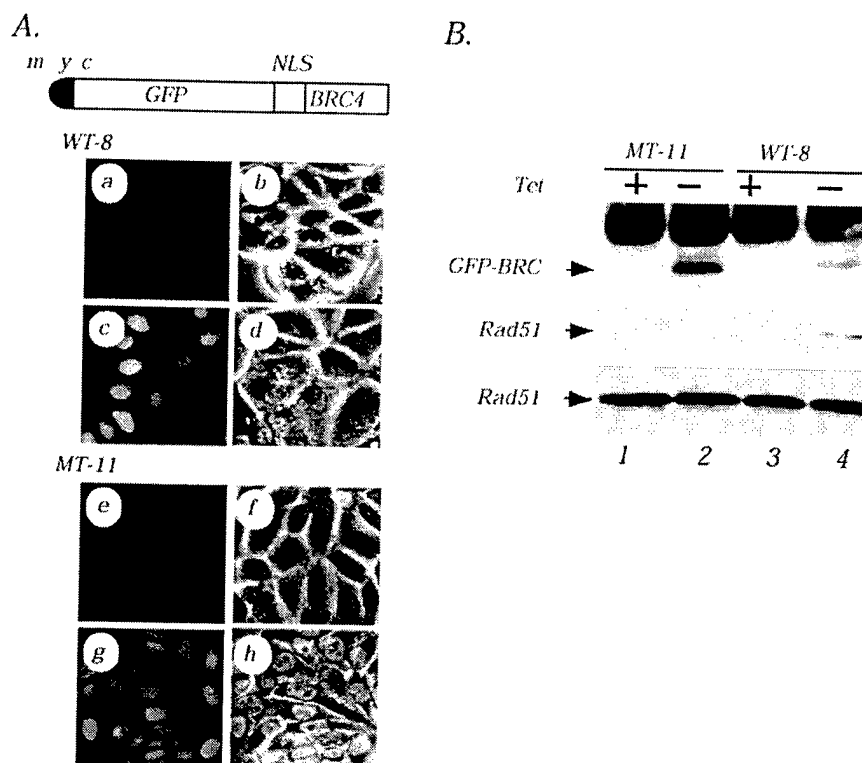 A.
m y c NLS
GFP BRC4
WT-8
a b
c d
MT-11
e f
g h
B.
MT-11 WT-8
Tet + − + −
GFP-BRC
Rad51
Rad51
1 2 3 4